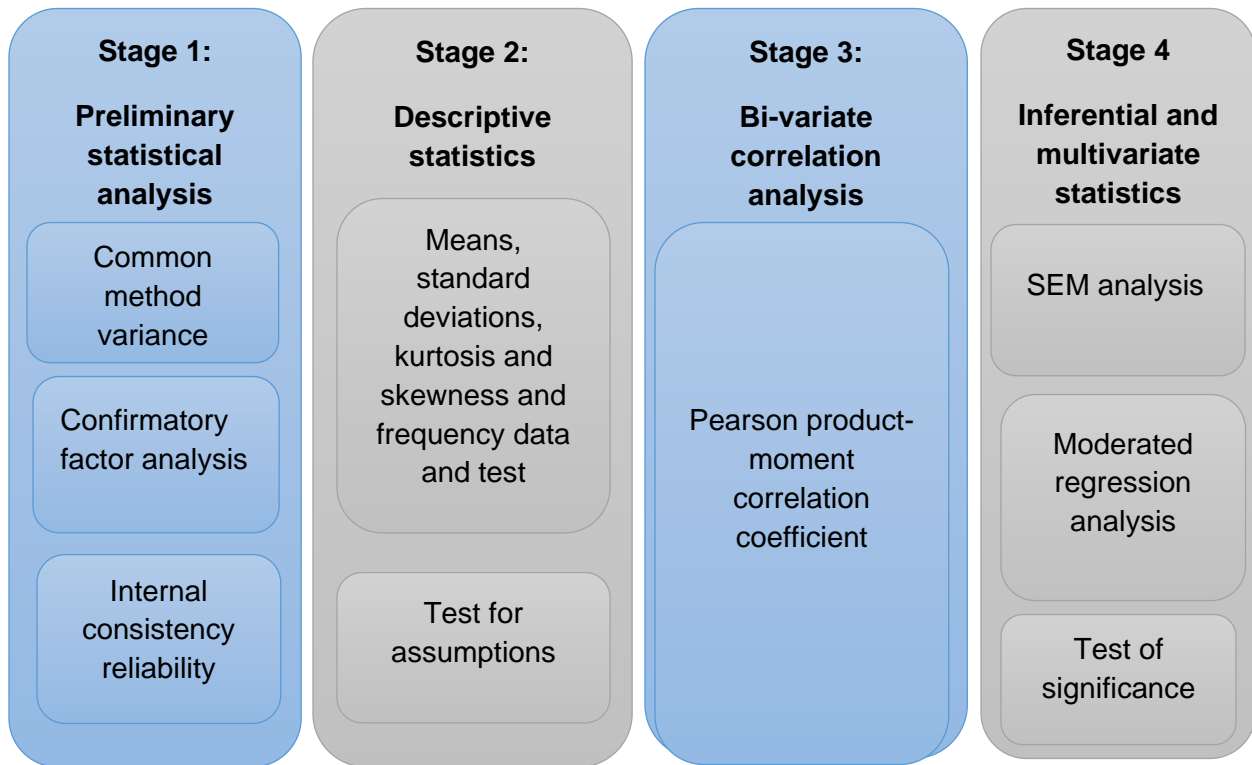 Stage 1:
Preliminary
statistical
analysis
Common
method
variance
Confirmatory
factor analysis
Internal
consistency
reliability
Stage 2:
Descriptive
statistics
Means,
standard
deviations,
kurtosis and
skewness and
frequency data
and test
Test for
assumptions
Stage 3:
Bi-variate
correlation
analysis
Pearson product-
moment
correlation
coefficient
Stage 4
Inferential and
multivariate
statistics
SEM analysis
Moderated
regression
analysis
Test of
significance